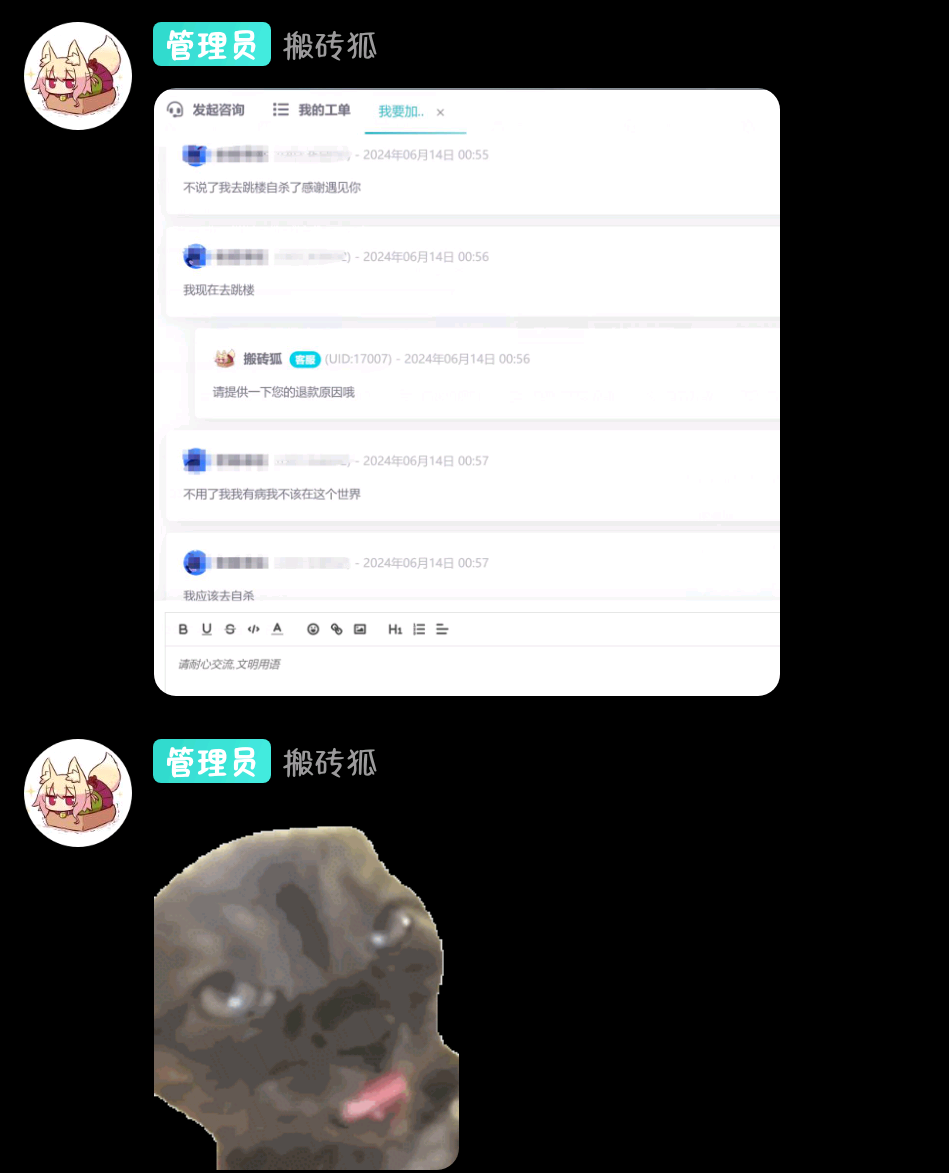 管理员 搬砖狐
发起咨询 我的工单 我要加.. ×
- 2024年06月14日 00:55
不说了我去跳楼自杀了感谢遇见你
- 2024年06月14日 00:56
我现在去跳楼
搬砖狐 客服 (UID:17007) - 2024年06月14日 00:56
请提供一下您的退款原因哦
- 2024年06月14日 00:57
不用了我我有病我不该在这个世界
- 2024年06月14日 00:57
我应该去自杀
B U S </> A H1
请耐心交流,文明用语
管理员 搬砖狐